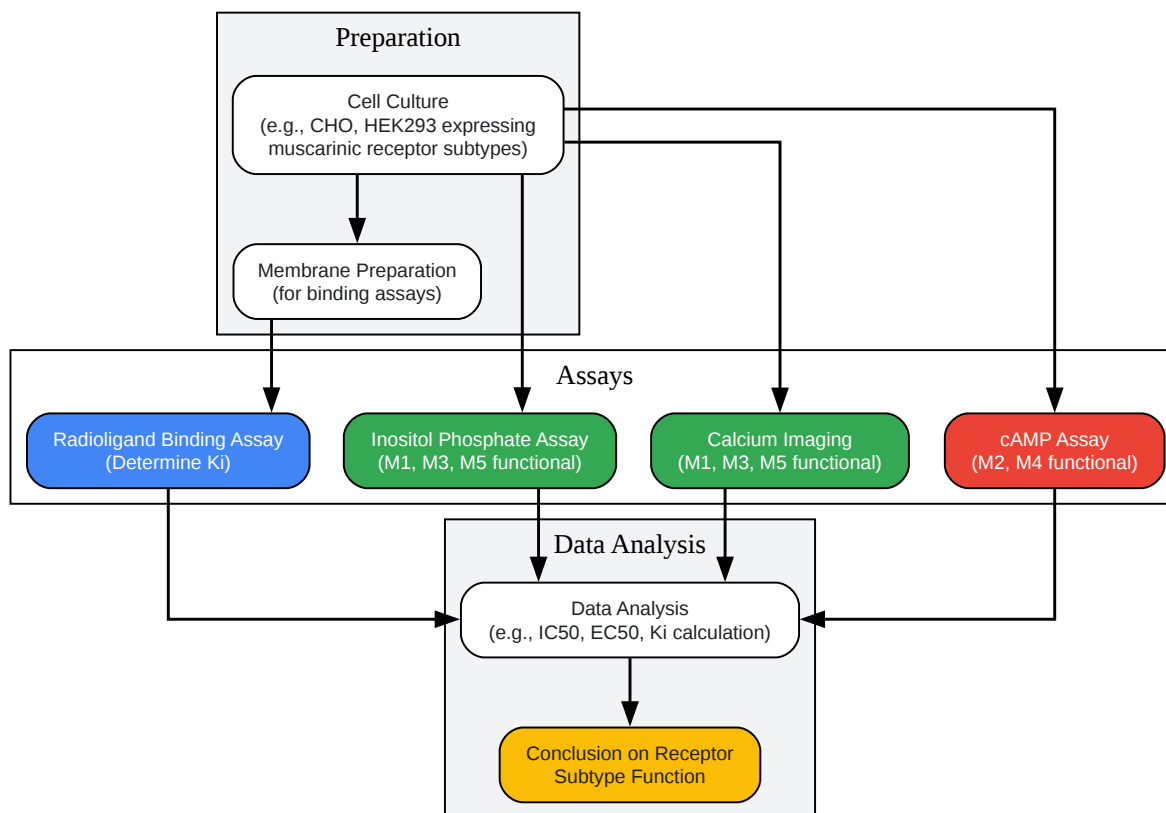 Preparation
Cell Culture
(e.g., CHO, HEK293 expressing
muscarinic receptor subtypes)
Membrane Preparation
(for binding assays)
Assays
Radioligand Binding Assay
(Determine Ki)
Inositol Phosphate Assay
(M1, M3, M5 functional)
Calcium Imaging
(M1, M3, M5 functional)
cAMP Assay
(M2, M4 functional)
Data Analysis
Data Analysis
(e.g., IC50, EC50, Ki calculation)
Conclusion on Receptor
Subtype Function